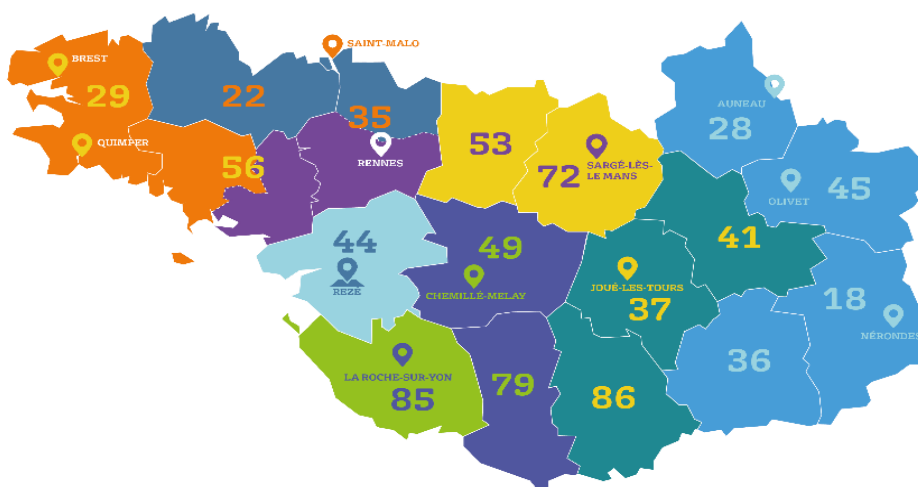 SAINT-MALO
BREST
29
22
35
AUNEAU
28
QUIMPER
56
RENNES
53
72
SARGÉ-LÈS-
LE MANS
OLIVET
45
44
REZÉ
49
CHEMILLÉ-MELAY
JOUÉ-LES-TOURS
37
41
18
NÉRONDES
LA ROCHE-SUR-YON
85
79
86
36